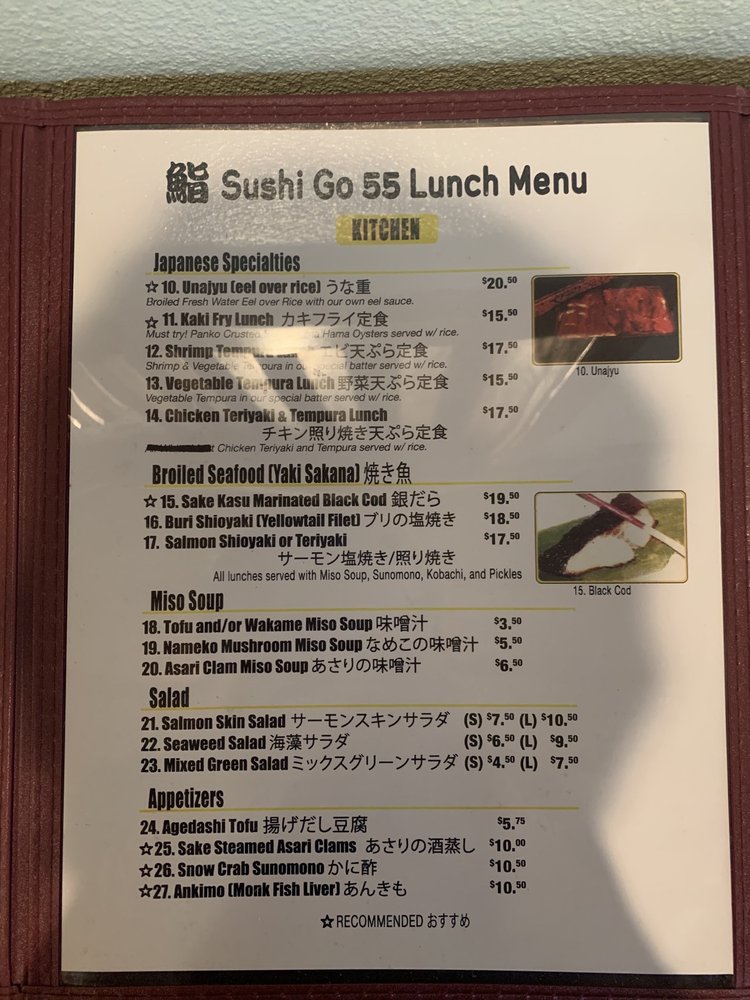 鮨 Sushi Go 55 Lunch Menu
KITCHEN
Japanese Specialties
☆ 10. Unajyu (eel over rice) うな重 $20.50
Broiled Fresh Water Eel over Rice with our own eel sauce.
☆ 11. Kaki Fry Lunch カキフライ定食 $15.50
Must try! Panko Crusted Hama Oysters served w/ rice.
12. Shrimp Tempura エビ天ぷら定食 $17.50
Shrimp & Vegetable Tempura in our special batter served w/ rice.
13. Vegetable Tempura Lunch 野菜天ぷら定食 $15.50
Vegetable Tempura in our special batter served w/ rice.
10. Unajyu
14. Chicken Teriyaki & Tempura Lunch $17.50
チキン照り焼き天ぷら定食
Chicken Teriyaki and Tempura served w/ rice.
Broiled Seafood (Yaki Sakana) 焼き魚
☆ 15. Sake Kasu Marinated Black Cod 銀だら $19.50
16. Buri Shioyaki (Yellowtail Filet) ブリの塩焼き $18.50
17. Salmon Shioyaki or Teriyaki $17.50
サーモン塩焼き/照り焼き
All lunches served with Miso Soup, Sunomono, Kobachi, and Pickles
15. Black Cod
Miso Soup
18. Tofu and/or Wakame Miso Soup 味噌汁 $3.50
19. Nameko Mushroom Miso Soup なめこの味噌汁 $5.50
20. Asari Clam Miso Soup あさりの味噌汁 $6.50
Salad
21. Salmon Skin Salad サーモンスキンサラダ (S) $7.50 (L) $10.50
22. Seaweed Salad 海藻サラダ (S) $6.50 (L) $9.50
23. Mixed Green Salad ミックスグリーンサラダ (S) $4.50 (L) $7.50
Appetizers
24. Agedashi Tofu 揚げだし豆腐 $5.75
☆25. Sake Steamed Asari Clams あさりの酒蒸し $10.00
☆26. Snow Crab Sunomono かに酢 $10.50
☆27. Ankimo (Monk Fish Liver) あんきも $10.50
☆ RECOMMENDED おすすめ